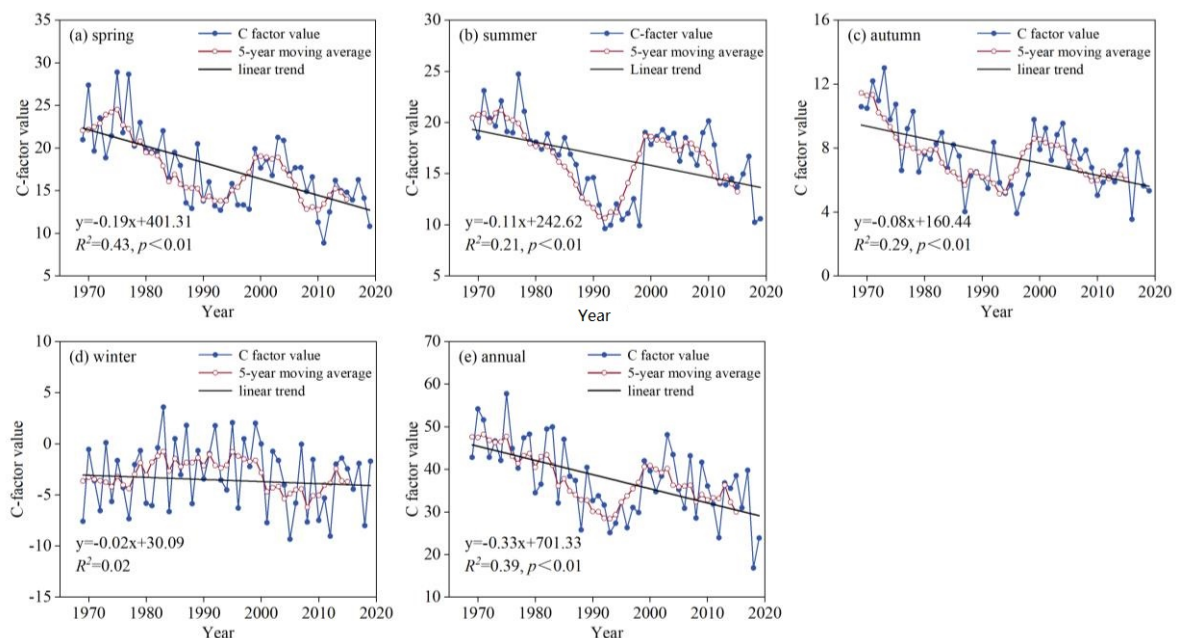 35
30
25
20
15
10
5
C-factor value
(a) spring
C factor value
5-year moving average
linear trend
y=-0.19x+401.31
R²=0.43, p＜0.01
1970 1980 1990 2000 2010 2020
Year
30
25
20
15
10
5
C-factor value
(b) summer
C-facter value
5-year moving average
Linear trend
y=-0.11x+242.62
R²=0.21, p＜0.01
1970 1980 1990 2000 2010 2020
Year
16
12
8
4
0
C factor value
(c) autumn
C factor value
5-year moving average
linear trend
y=-0.08x+160.44
R²=0.29, p＜0.01
1970 1980 1990 2000 2010 2020
Year
10
5
0
-5
-10
-15
C-factor value
(d) winter
C factor value
5-year moving average
linear trend
y=-0.02x+30.09
R²=0.02
1970 1980 1990 2000 2010 2020
Year
70
60
50
40
30
20
10
C factor value
(e) annual
C factor value
5-year moving average
linear trend
y=-0.33x+701.33
R²=0.39, p＜0.01
1970 1980 1990 2000 2010 2020
Year